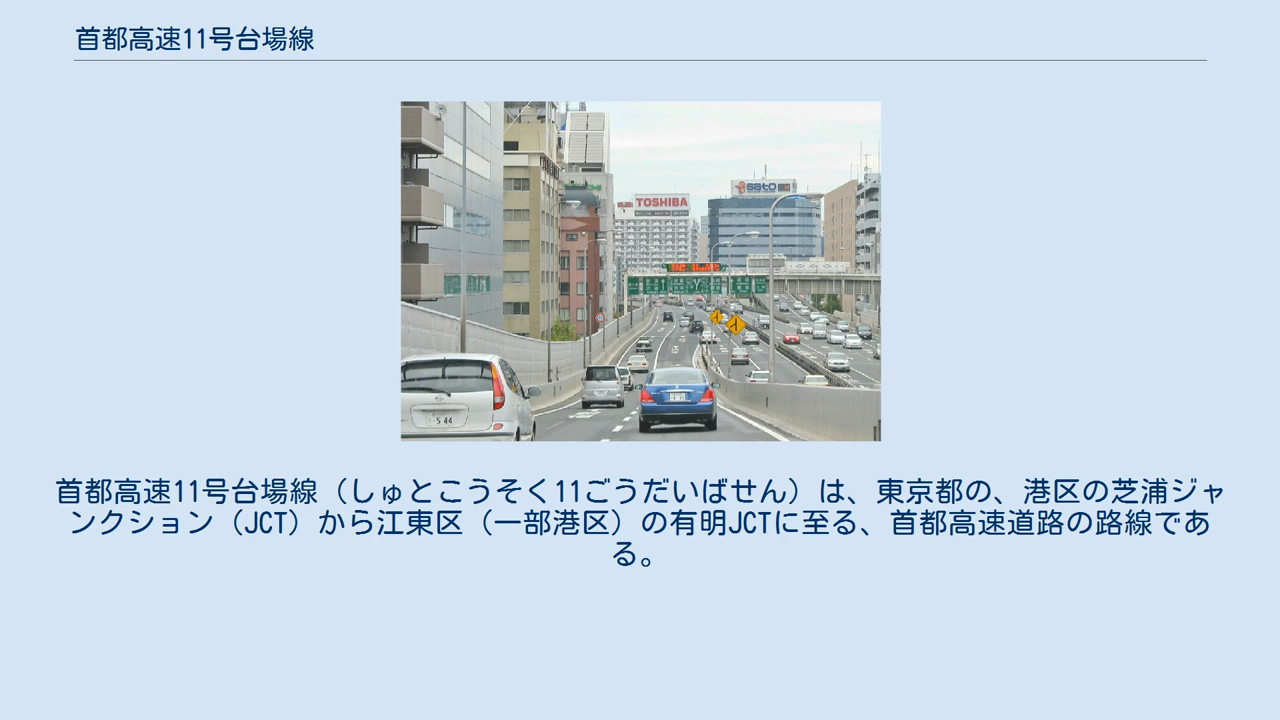 首都高速11号台場線
TOSHIBA
sato
5 44
首都高速11号台場線（しゅとこうそく11ごうだいばせん）は、東京都の、港区の芝浦ジャ
ンクション（JCT）から江東区（一部港区）の有明JCTに至る、首都高速道路の路線であ
る。